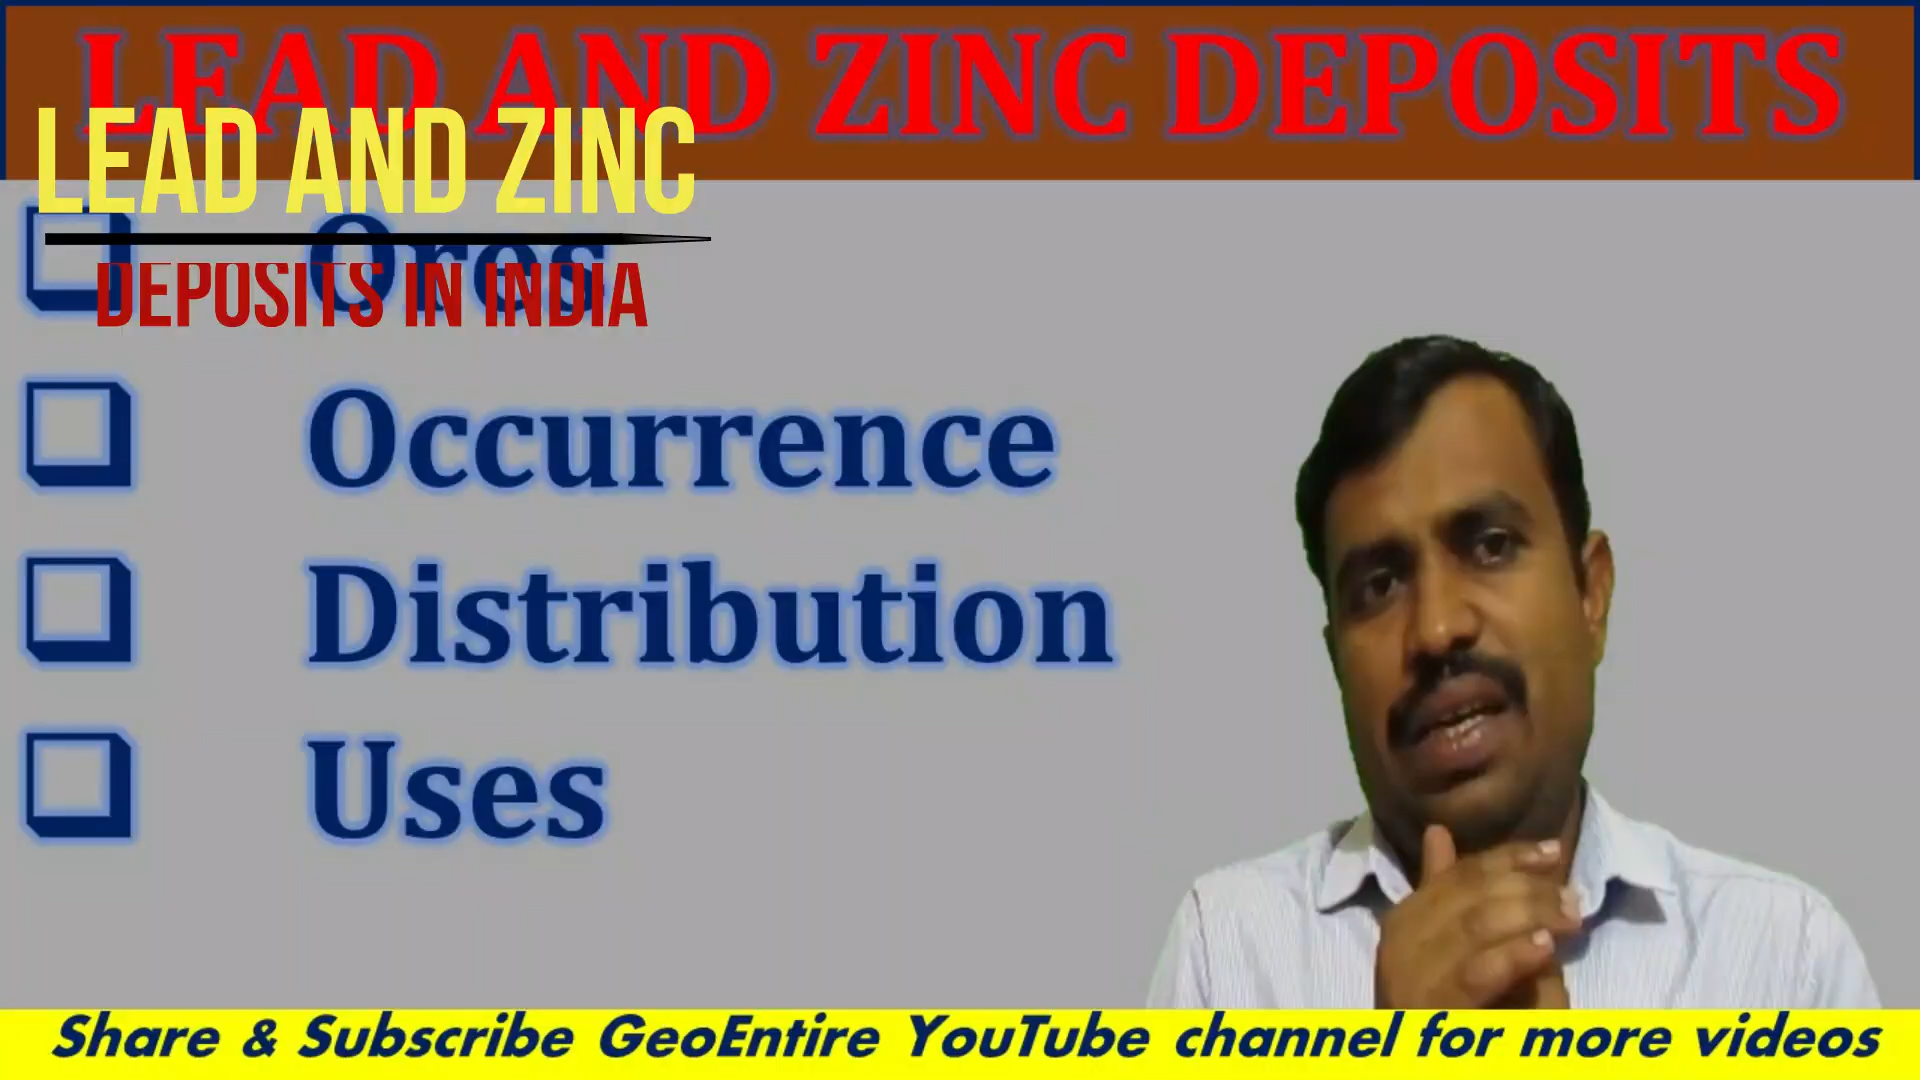 LEAD AND ZINC DEPOSITS
LEAD AND ZINC
Ores
DEPOSITS IN INDIA
Occurrence
Distribution
Uses
Share & Subscribe GeoEntire YouTube channel for more videos